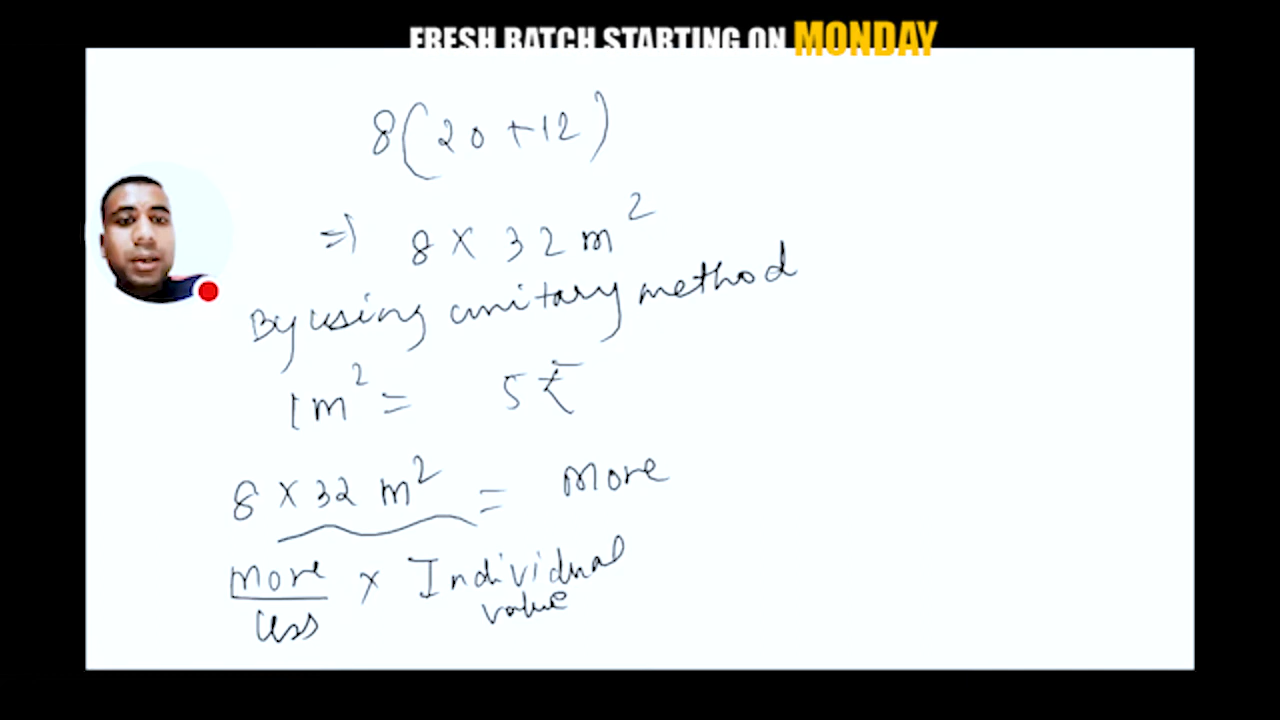 FRESH BATCH STARTING ON MONDAY
8(20+12)
=) 8 x 32 m²
By using unitary method
1m² = 5₹
8 x 32 m² = more
more/less x Individual value